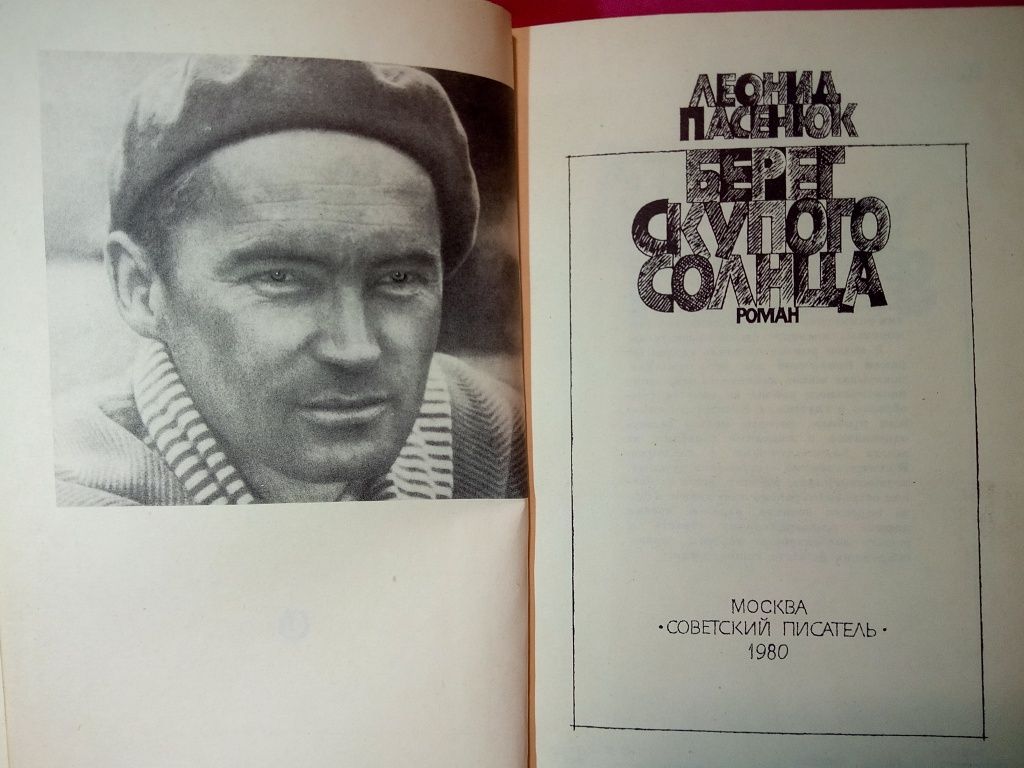 ЛЕОНИД
ПАСЕНЮК
БЕРЕГ
СКУПОГО
СОЛНЦА
РОМАН
МОСКВА
·СОВЕТСКИЙ ПИСАТЕЛЬ·
1980